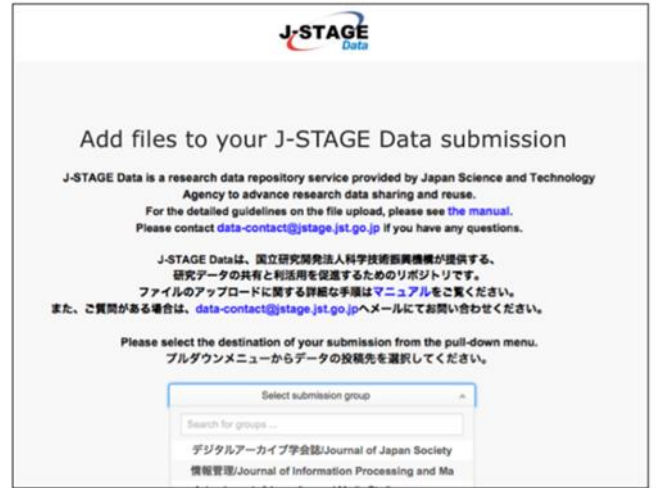 J-STAGE
Data
Add files to your J-STAGE Data submission
J-STAGE Data is a research data repository service provided by Japan Science and Technology
Agency to advance research data sharing and reuse.
For the detailed guidelines on the file upload, please see the manual.
Please contact data-contact@jstage.jst.go.jp if you have any questions.
J-STAGE Dataは、国立研究開発法人科学技術振興機構が提供する、
研究データの共有と利活用を促進するためのリポジトリです。
ファイルのアップロードに関する詳細な手順はマニュアルをご覧ください。
また、ご質問がある場合は、data-contact@jstage.jst.go.jpへメールにてお問い合わせください。
Please select the destination of your submission from the pull-down menu.
プルダウンメニューからデータの投稿先を選択してください。
Select submission group
Search for groups ...
デジタルアーカイブ学会誌/Journal of Japan Society
情報管理/Journal of Information Processing and Ma